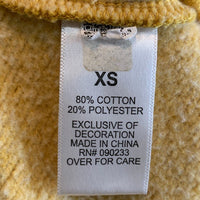 XS
80% COTTON
20% POLYESTER
EXCLUSIVE OF
DECORATION
MADE IN CHINA
RN# 090233
OVER FOR CARE